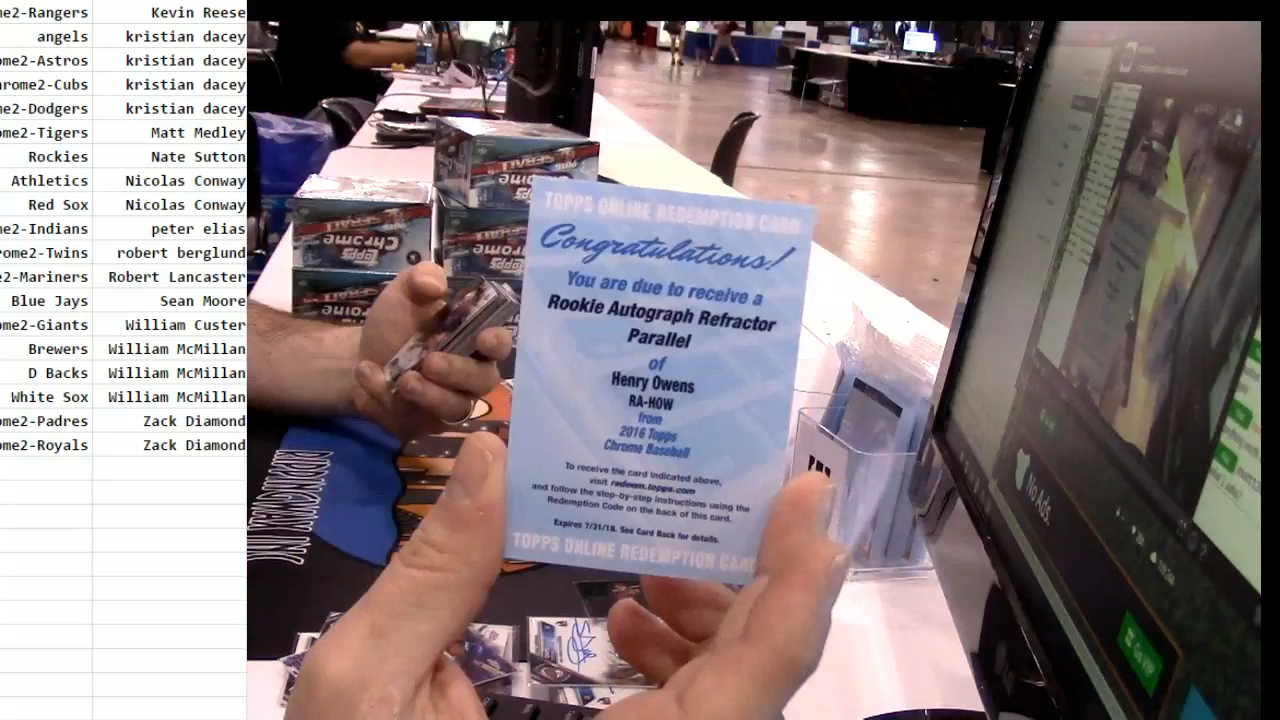 me2-Rangers Kevin Reese
angels kristian dacey
ome2-Astros kristian dacey
hrome2-Cubs kristian dacey
me2-Dodgers kristian dacey
ome2-Tigers Matt Medley
Rockies Nate Sutton
Athletics Nicolas Conway
Red Sox Nicolas Conway
me2-Indians peter elias
rome2-Twins robert berglund
2-Mariners Robert Lancaster
Blue Jays Sean Moore
ome2-Giants William Custer
Brewers William McMillan
D Backs William McMillan
White Sox William McMillan
ome2-Padres Zack Diamond
ome2-Royals Zack Diamond
TOPPS ONLINE REDEMPTION CARD
Congratulations!
You are due to receive a
Rookie Autograph Refractor
Parallel
of
Henry Owens
RA-HOW
from
2016 Topps
Chrome Baseball
To receive the card indicated above,
visit redeem.topps.com
and follow the step-by-step instructions using the
Redemption Code on the back of this card.
Expires 7/31/18. See Card Back for details.
TOPPS ONLINE REDEMPTION CARD
Topps
Chrome
No Ads.
Go VIP